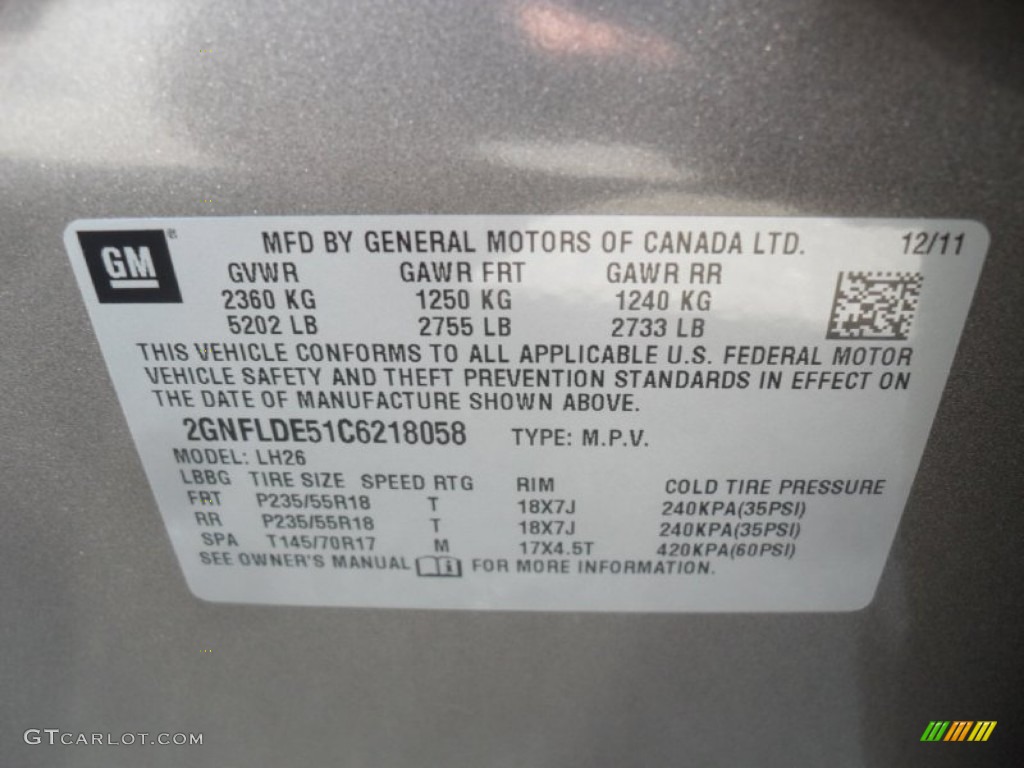 GM® MFD BY GENERAL MOTORS OF CANADA LTD. 12/11
GVWR GAWR FRT GAWR RR
2360 KG 1250 KG 1240 KG
5202 LB 2755 LB 2733 LB
THIS VEHICLE CONFORMS TO ALL APPLICABLE U.S. FEDERAL MOTOR
VEHICLE SAFETY AND THEFT PREVENTION STANDARDS IN EFFECT ON
THE DATE OF MANUFACTURE SHOWN ABOVE.
2GNFLDE51C6218058 TYPE: M.P.V.
MODEL: LH26
LBBG TIRE SIZE SPEED RTG RIM COLD TIRE PRESSURE
FRT P235/55R18 T 18X7J 240KPA(35PSI)
RR P235/55R18 T 18X7J 240KPA(35PSI)
SPA T145/70R17 M 17X4.5T 420KPA(60PSI)
SEE OWNER'S MANUAL FOR MORE INFORMATION.
GTCARLOT.COM